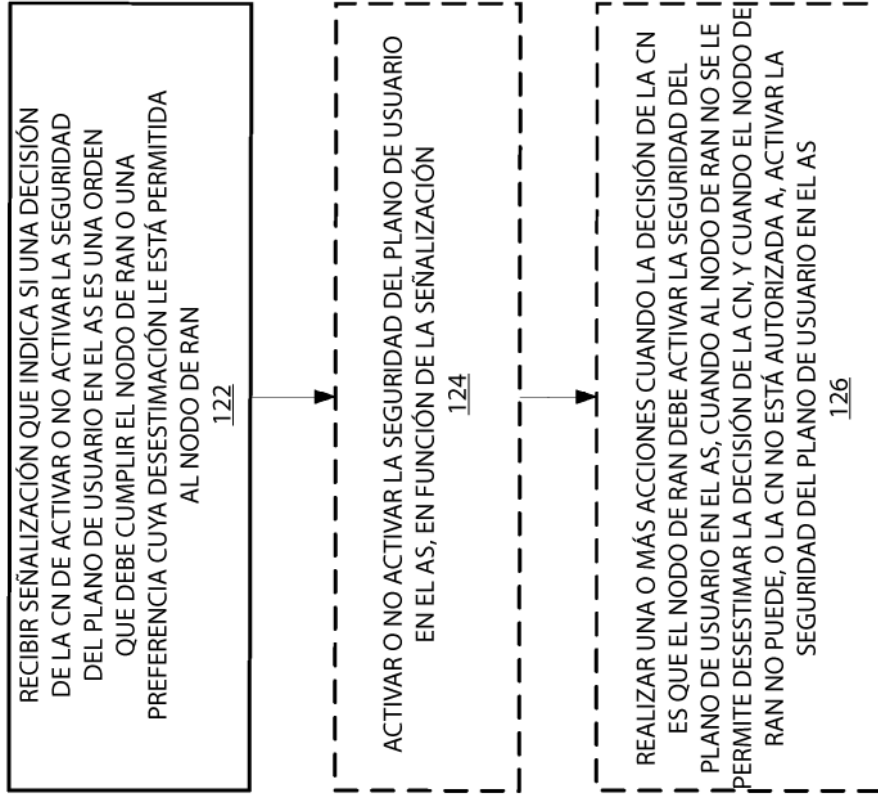 RECIBIR SEÑALIZACIÓN QUE INDICA SI UNA DECISIÓN
DE LA CN DE ACTIVAR O NO ACTIVAR LA SEGURIDAD
DEL PLANO DE USUARIO EN EL AS ES UNA ORDEN
QUE DEBE CUMPLIR EL NODO DE RAN O UNA
PREFERENCIA CUYA DESESTIMACIÓN LE ESTÁ PERMITIDA
AL NODO DE RAN
122
ACTIVAR O NO ACTIVAR LA SEGURIDAD DEL PLANO DE USUARIO
EN EL AS, EN FUNCIÓN DE LA SEÑALIZACIÓN
124
REALIZAR UNA O MÁS ACCIONES CUANDO LA DECISIÓN DE LA CN
ES QUE EL NODO DE RAN DEBE ACTIVAR LA SEGURIDAD DEL
PLANO DE USUARIO EN EL AS, CUANDO AL NODO DE RAN NO SE LE
PERMITE DESESTIMAR LA DECISIÓN DE LA CN, Y CUANDO EL NODO DE
RAN NO PUEDE, O LA CN NO ESTÁ AUTORIZADA A, ACTIVAR LA
SEGURIDAD DEL PLANO DE USUARIO EN EL AS
126